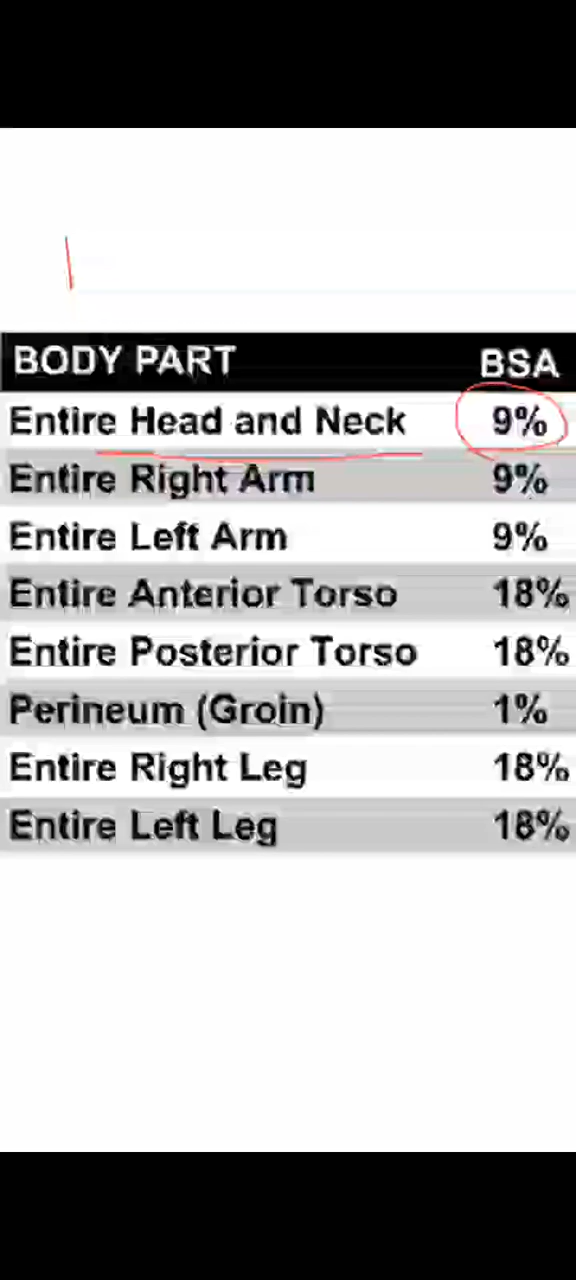 BODY PART BSA
Entire Head and Neck 9%
Entire Right Arm 9%
Entire Left Arm 9%
Entire Anterior Torso 18%
Entire Posterior Torso 18%
Perineum (Groin) 1%
Entire Right Leg 18%
Entire Left Leg 18%